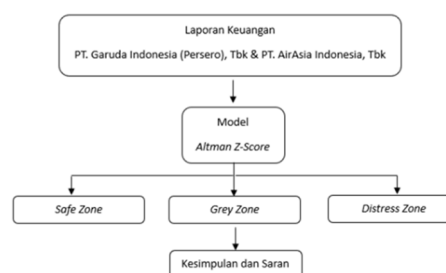 Laporan Keuangan
PT. Garuda Indonesia (Persero), Tbk & PT. AirAsia Indonesia, Tbk
Model
Altman Z-Score
Safe Zone
Grey Zone
Distress Zone
Kesimpulan dan Saran